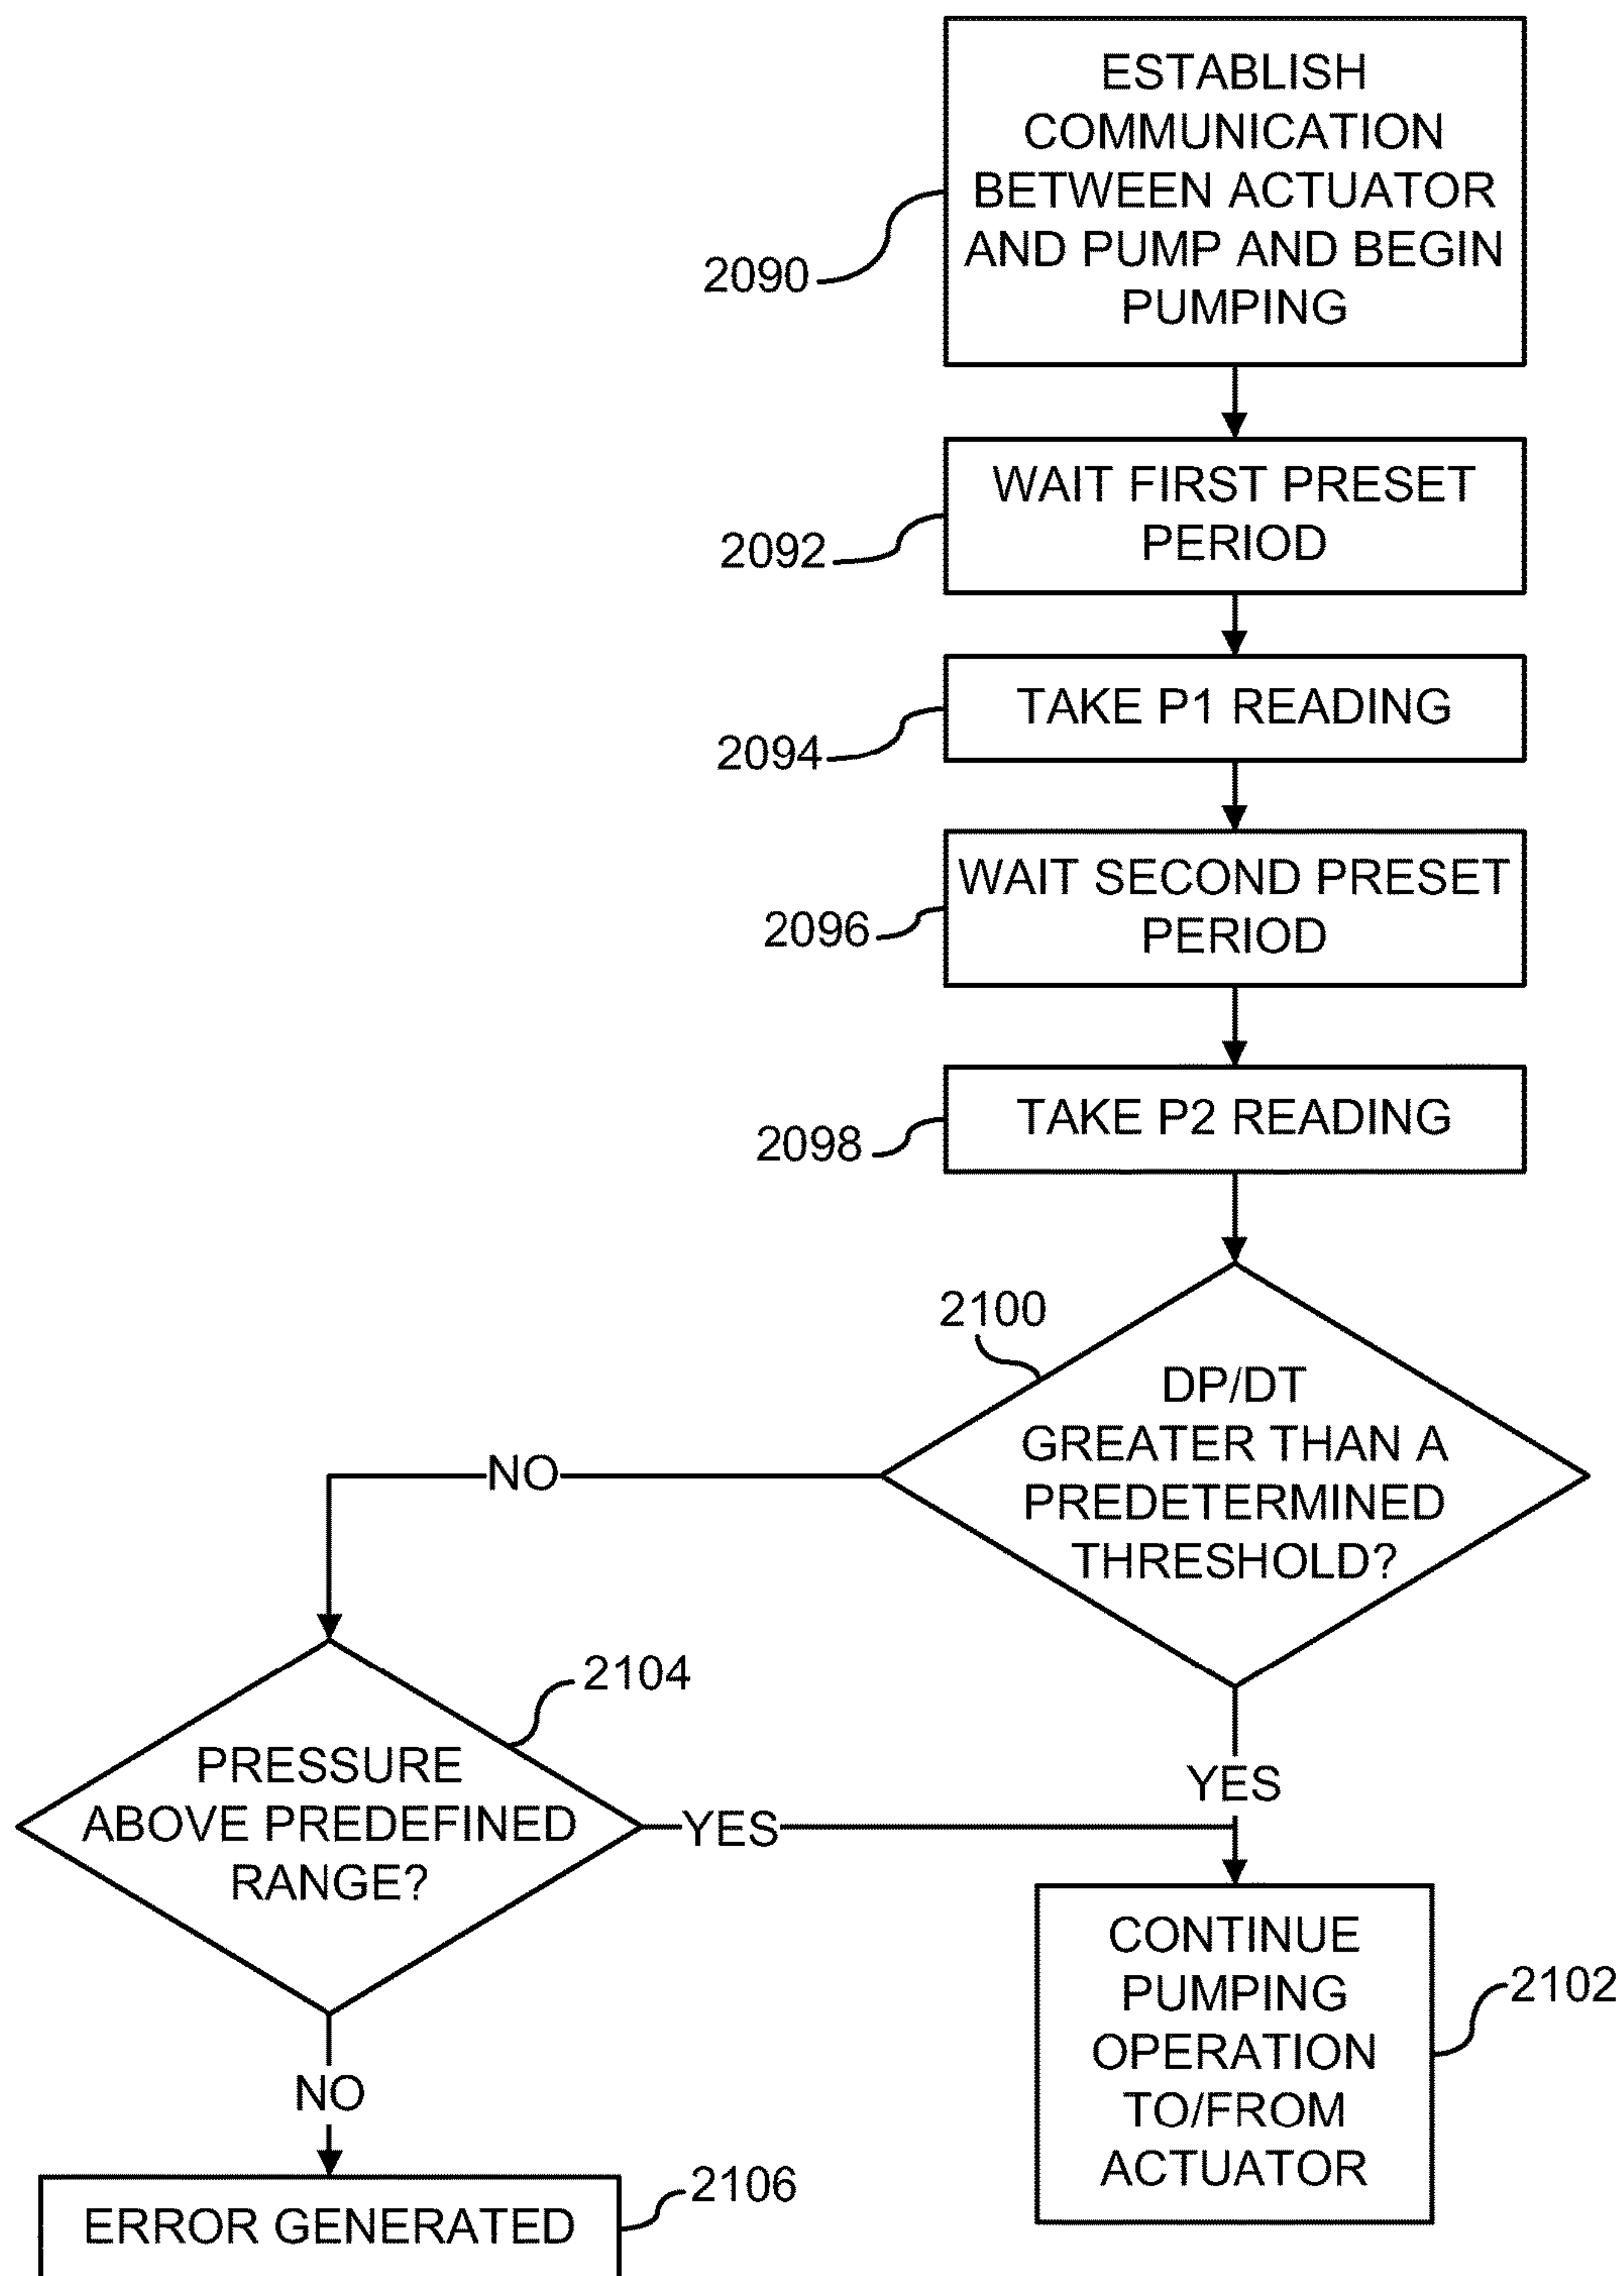 ESTABLISH
COMMUNICATION
BETWEEN ACTUATOR
AND PUMP AND BEGIN
PUMPING
2090
WAIT FIRST PRESET
PERIOD
2092
TAKE P1 READING
2094
WAIT SECOND PRESET
PERIOD
2096
TAKE P2 READING
2098
2100
DP/DT
GREATER THAN A
PREDETERMINED
THRESHOLD?
NO
2104
PRESSURE
ABOVE PREDEFINED
RANGE?
YES
YES
CONTINUE
PUMPING
OPERATION
TO/FROM
ACTUATOR
2102
NO
ERROR GENERATED
2106